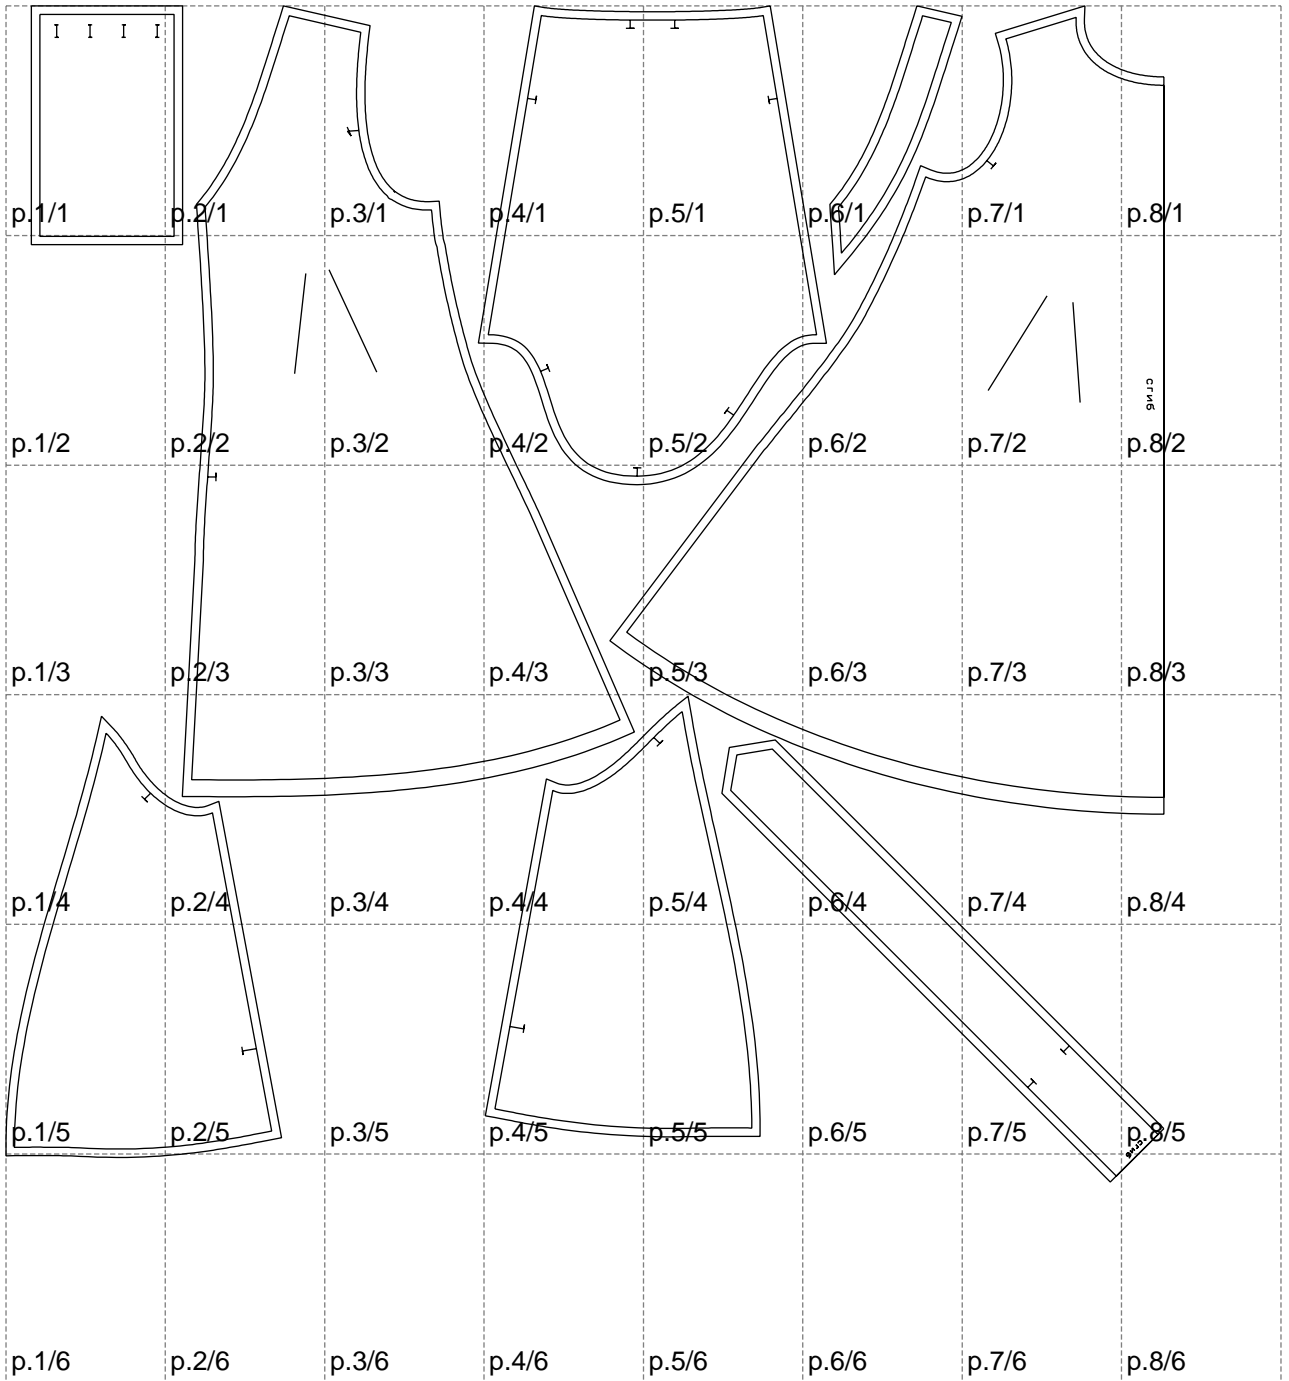 p.1/1 p.2/1 p.3/1 p.4/1 p.5/1 p.6/1 p.7/1 p.8/1
сгиб
p.1/2 p.2/2 p.3/2 p.4/2 p.5/2 p.6/2 p.7/2 p.8/2
p.1/3 p.2/3 p.3/3 p.4/3 p.5/3 p.6/3 p.7/3 p.8/3
p.1/4 p.2/4 p.3/4 p.4/4 p.5/4 p.6/4 p.7/4 p.8/4
p.1/5 p.2/5 p.3/5 p.4/5 p.5/5 p.6/5 p.7/5 p.8/5
сгиб
p.1/6 p.2/6 p.3/6 p.4/6 p.5/6 p.6/6 p.7/6 p.8/6